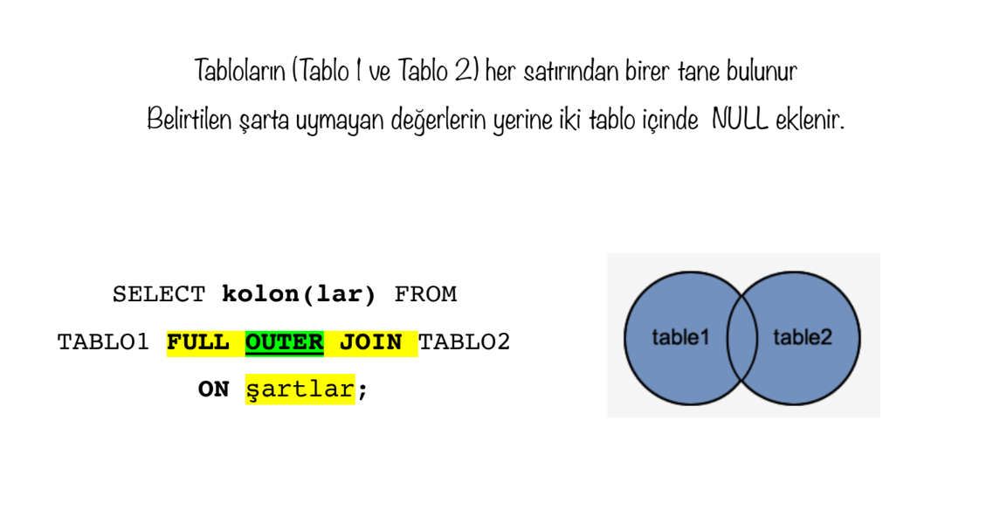 Tabloların (Tablo 1 ve Tablo 2) her satırından birer tane bulunur
Belirtilen şarta uymayan değerlerin yerine iki tablo içinde NULL eklenir.
SELECT kolon(lar) FROM
TABLO1 FULL OUTER JOIN TABLO2
ON şartlar;
table1
table2